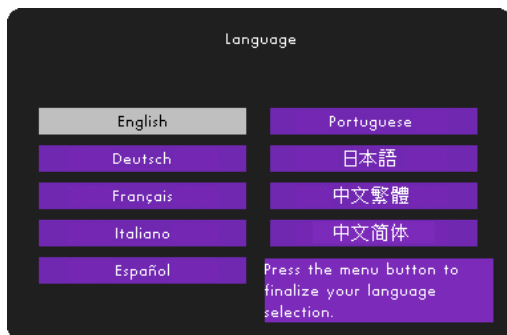 Language
English
Deutsch
Français
Italiano
Español
Portuguese
日本語
中文繁體
中文简体
Press the menu button to
finalize your language
selection.